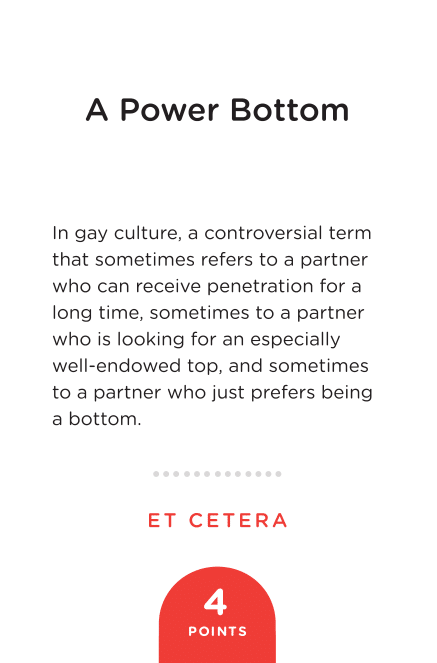 A Power Bottom
In gay culture, a controversial term
that sometimes refers to a partner
who can receive penetration for a
long time, sometimes to a partner
who is looking for an especially
well-endowed top, and sometimes
to a partner who just prefers being
a bottom.
ET CETERA
4
POINTS